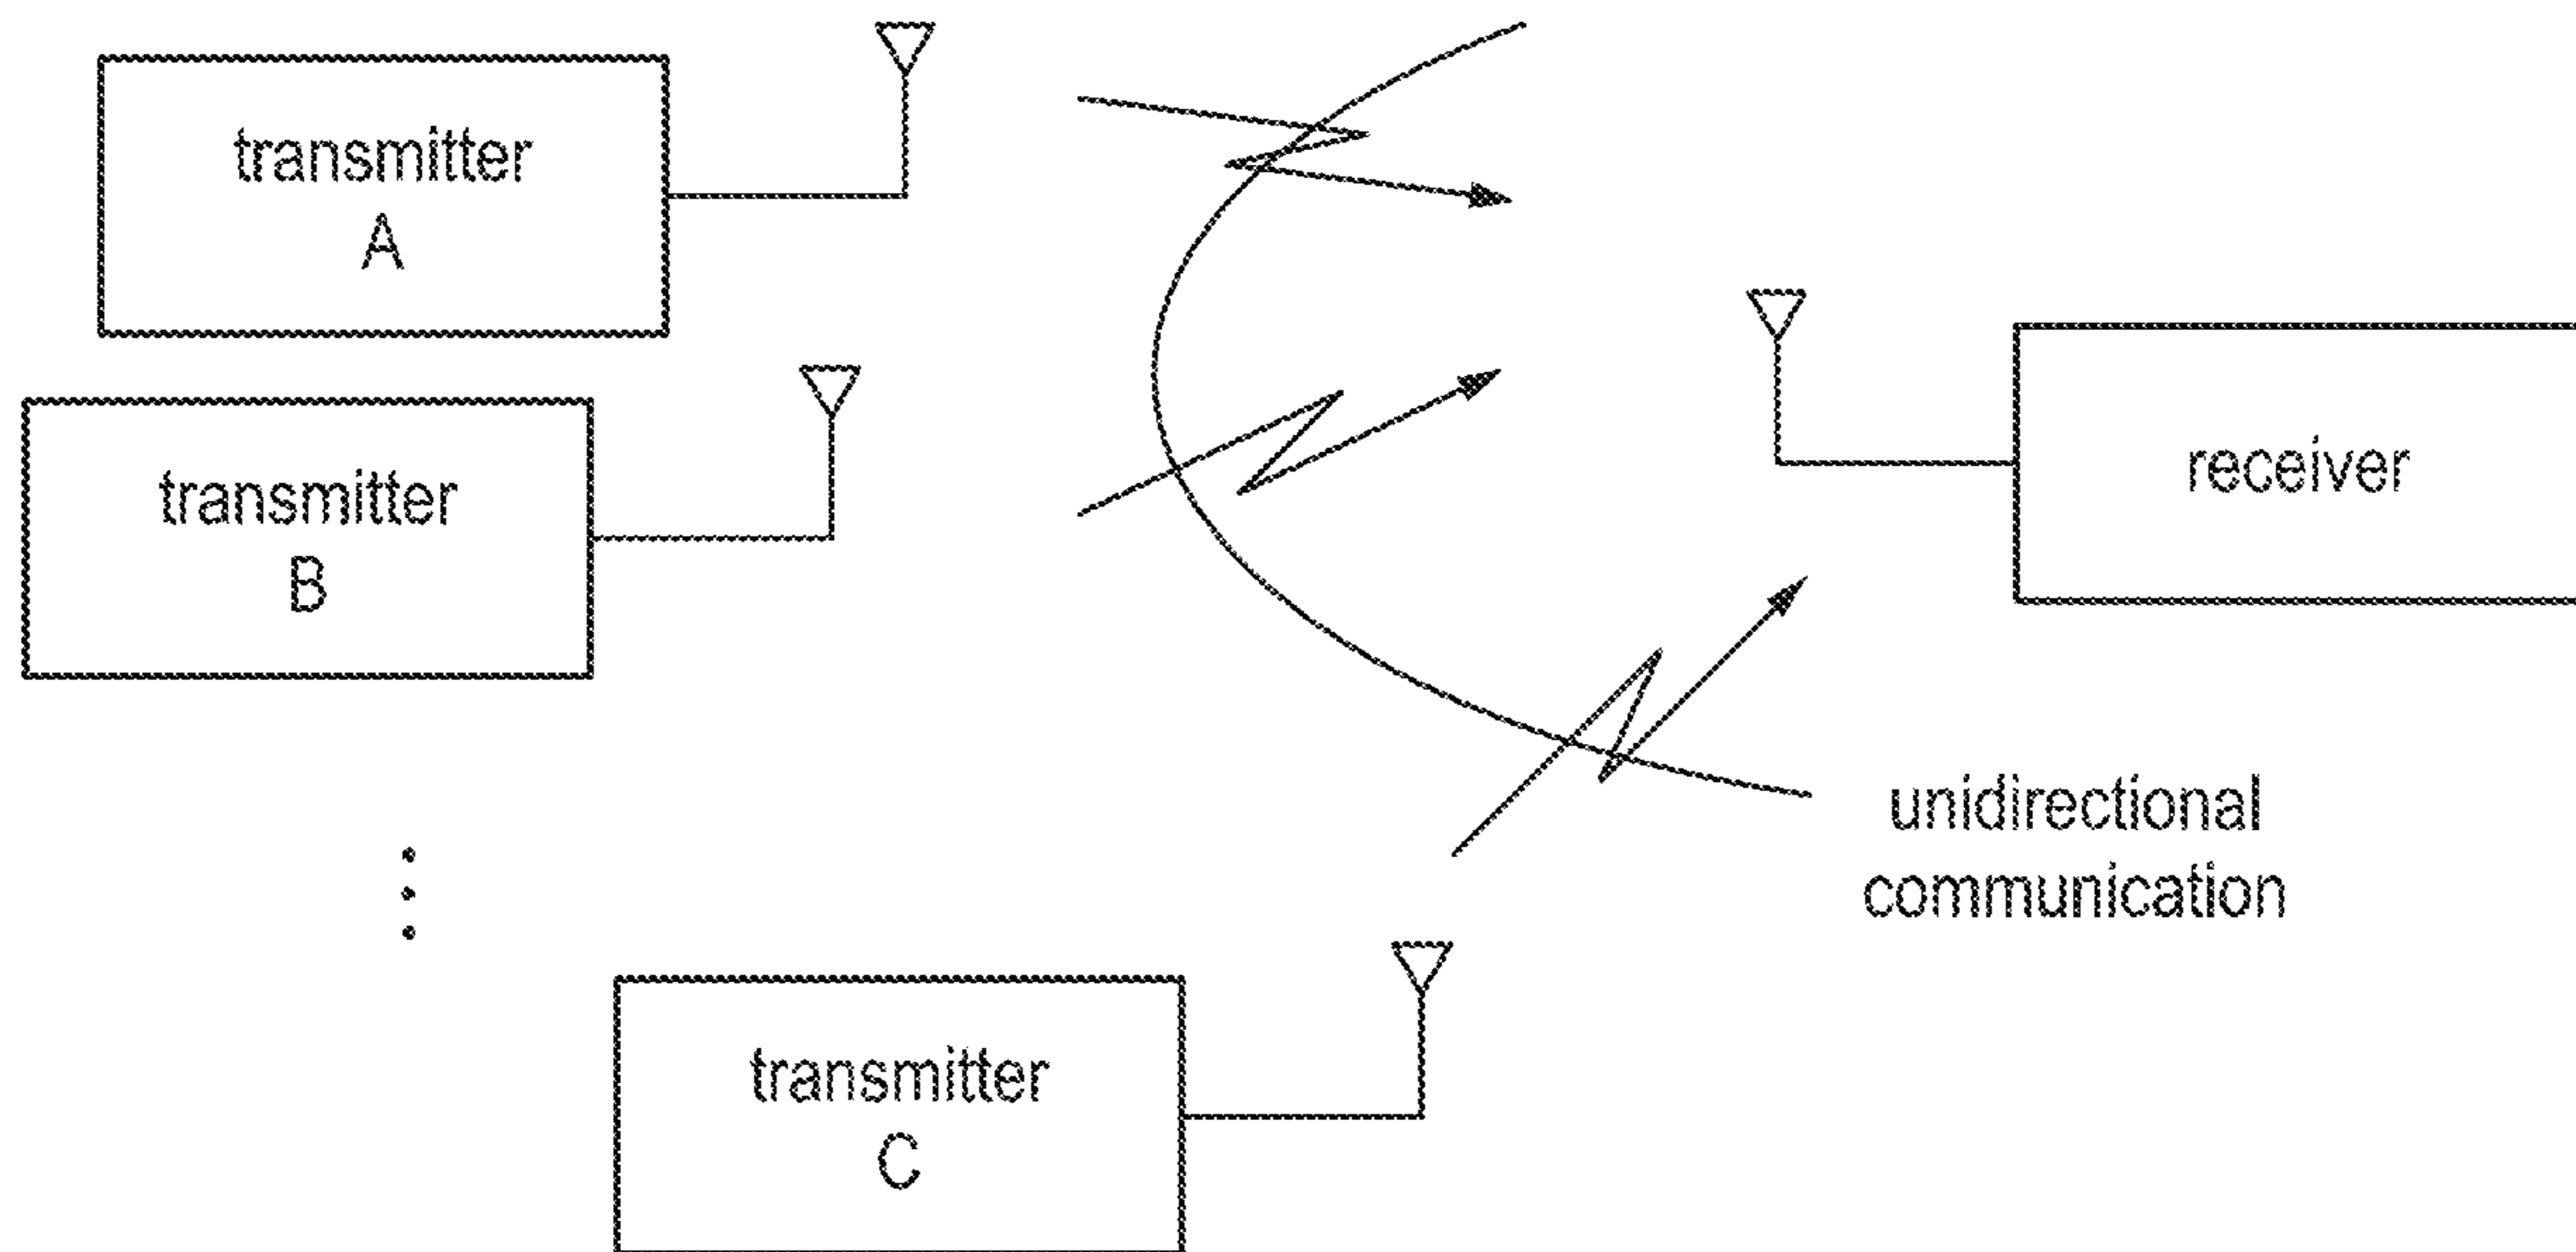 transmitter
A
transmitter
B
receiver
unidirectional
communication
transmitter
C